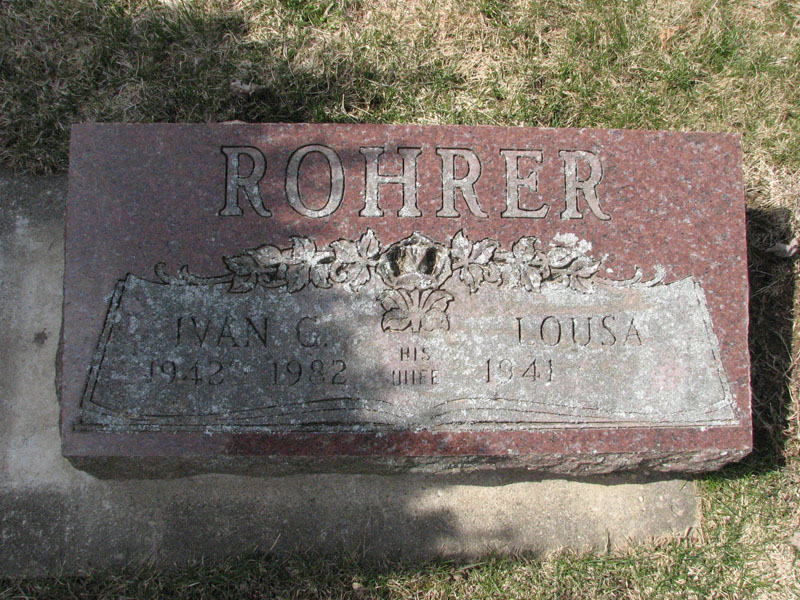 ROHRER
IVAN G. LOUSA
1942 1982 HIS WIFE 1941